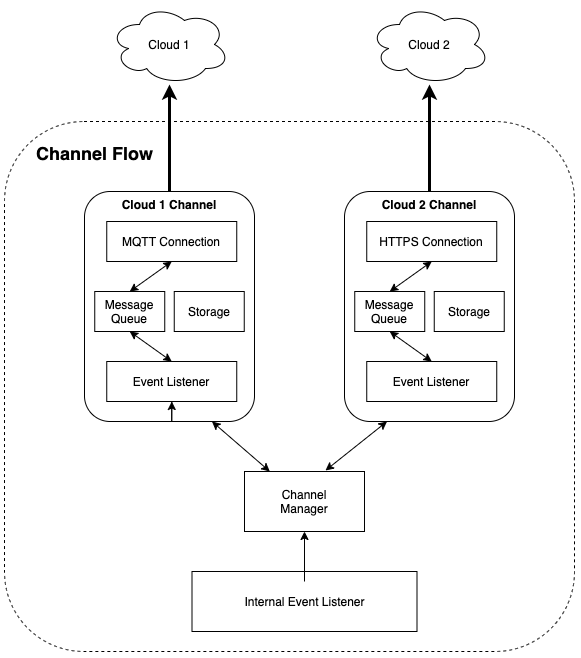 Cloud 1
Cloud 2
Channel Flow
Cloud 1 Channel
MQTT Connection
Message
Queue
Storage
Event Listener
Cloud 2 Channel
HTTPS Connection
Message
Queue
Storage
Event Listener
Channel
Manager
Internal Event Listener